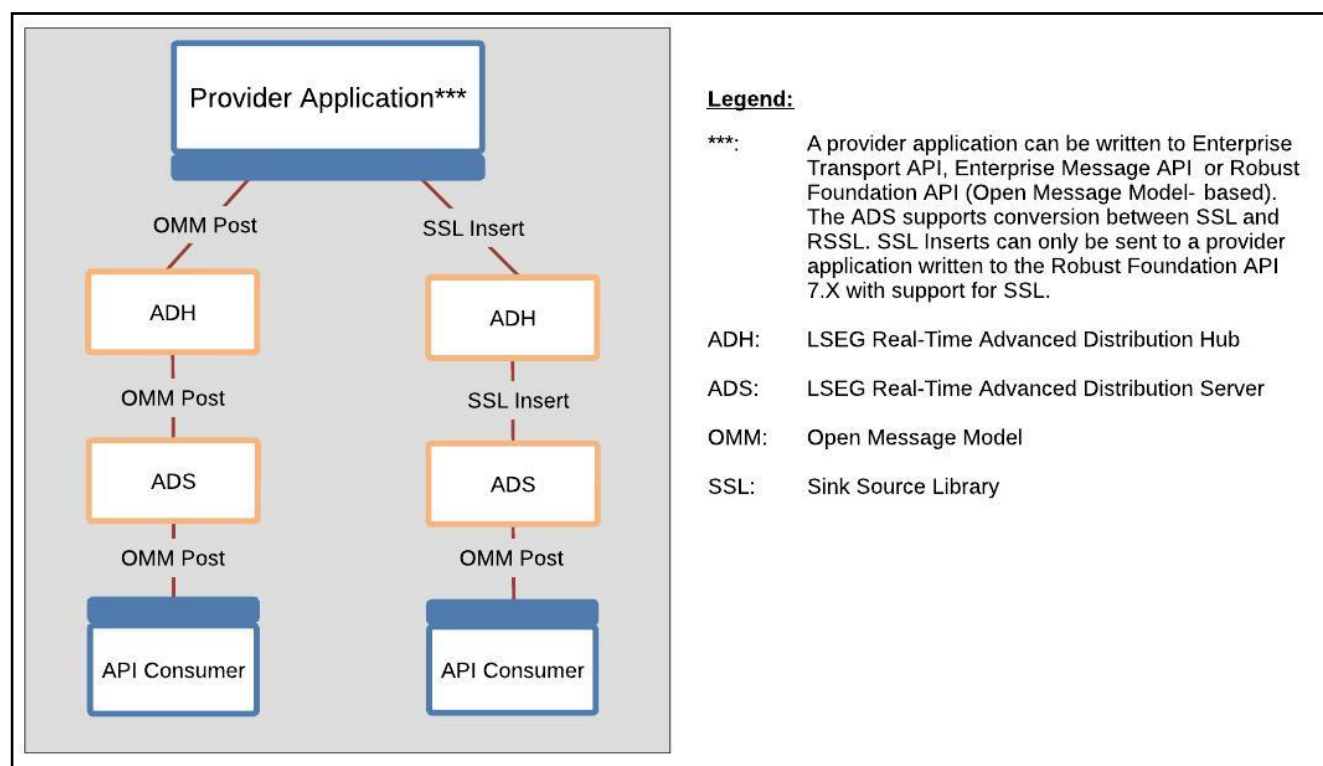 Provider Application***
OMM Post
SSL Insert
ADH
ADH
OMM Post
SSL Insert
ADS
ADS
OMM Post
OMM Post
API Consumer
API Consumer
Legend:
***: A provider application can be written to Enterprise
Transport API, Enterprise Message API or Robust
Foundation API (Open Message Model- based).
The ADS supports conversion between SSL and
RSSL. SSL Inserts can only be sent to a provider
application written to the Robust Foundation API
7.X with support for SSL.
ADH: LSEG Real-Time Advanced Distribution Hub
ADS: LSEG Real-Time Advanced Distribution Server
OMM: Open Message Model
SSL: Sink Source Library